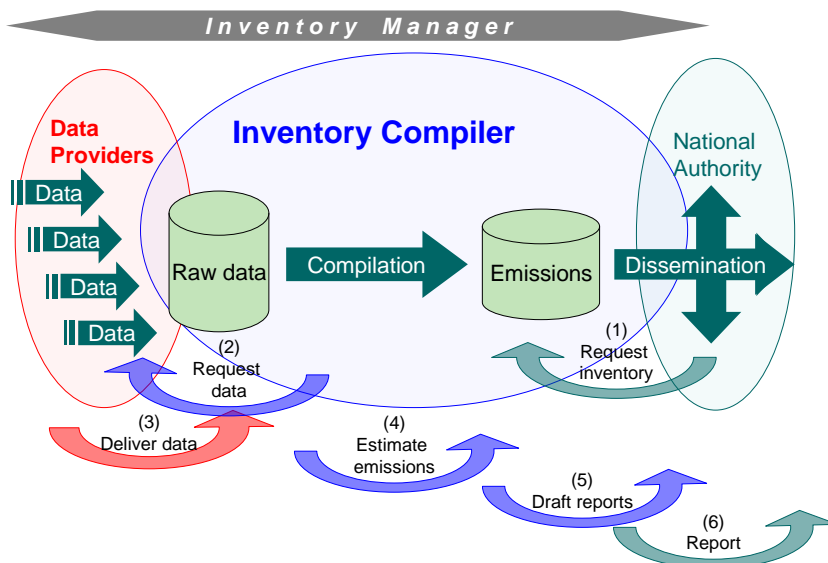 Inventory Manager
Data
Providers
Inventory Compiler
National
Authority
Data
Data
Data
Data
Raw data
Compilation
Emissions
Dissemination
(1)
Request
inventory
(2)
Request
data
(3)
Deliver data
(4)
Estimate
emissions
(5)
Draft reports
(6)
Report